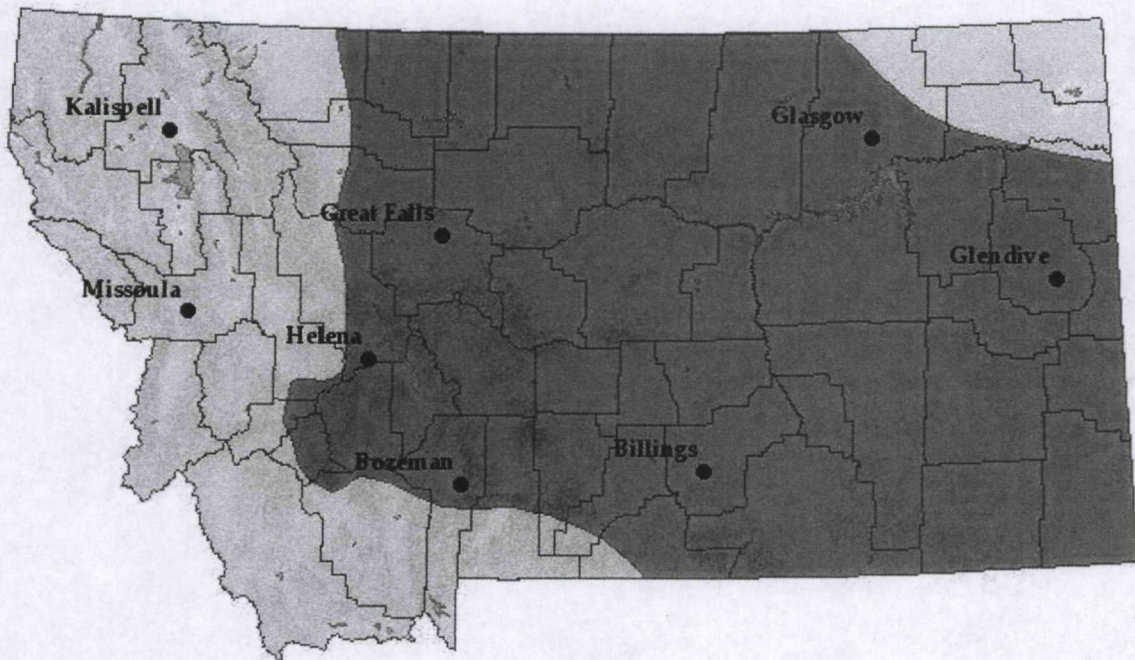 Kalispell
Glasgow
Great Falls
Glendive
Missoula
Helena
Billings
Bozeman